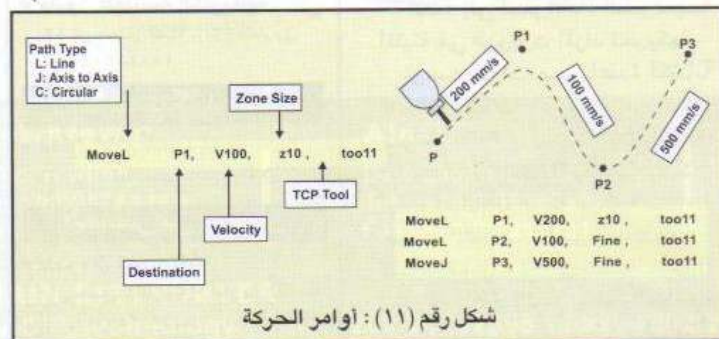 Path Type
L: Line
J: Axis to Axis
C: Circular
Zone Size
MoveL P1, V100, z10, too11
TCP Tool
Velocity
Destination
P1
P3
200 mm/s
100 mm/s
500 mm/s
P
P2
MoveL P1, V200, z10, too11
MoveL P2, V100, Fine, too11
MoveJ P3, V500, Fine, too11
شكل رقم (١١) : أوامر الحركة